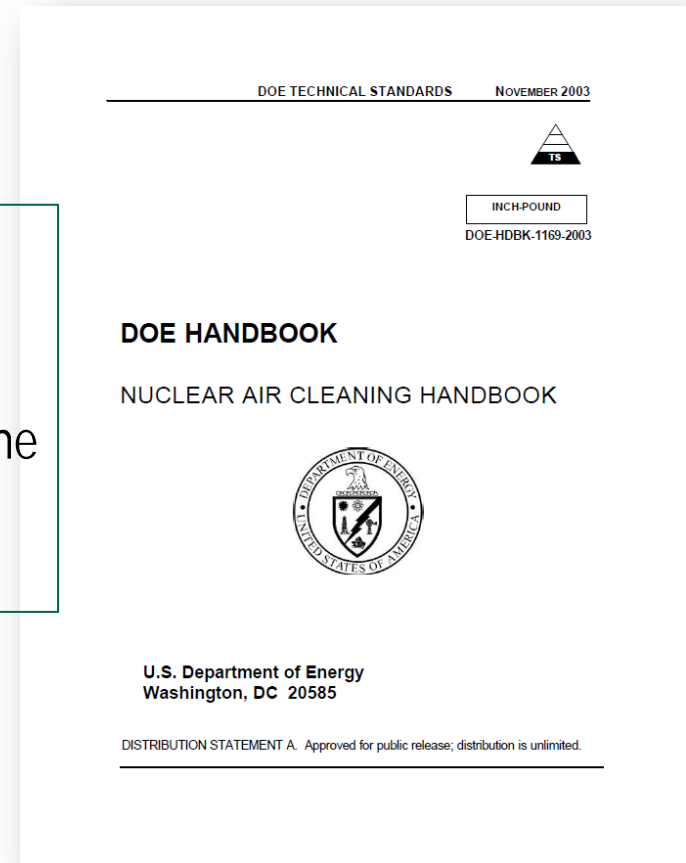 DOE TECHNICAL STANDARDS NOVEMBER 2003
TS
INCH-POUND
DOE-HDBK-1169-2003
DOE HANDBOOK
NUCLEAR AIR CLEANING HANDBOOK
DEPARTMENT OF ENERGY
UNITED STATES OF AMERICA
U.S. Department of Energy
Washington, DC 20585
DISTRIBUTION STATEMENT A. Approved for public release; distribution is unlimited.